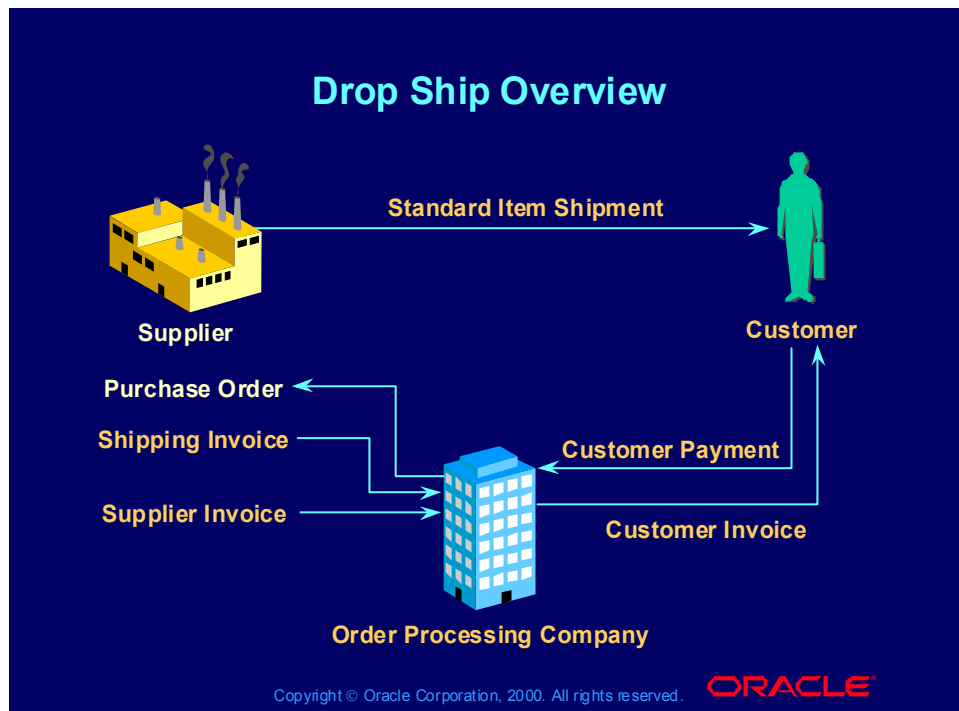 Drop Ship Overview
Standard Item Shipment
Supplier
Customer
Purchase Order
Shipping Invoice
Customer Payment
Supplier Invoice
Customer Invoice
Order Processing Company
Copyright © Oracle Corporation, 2000. All rights reserved.
ORACLE®